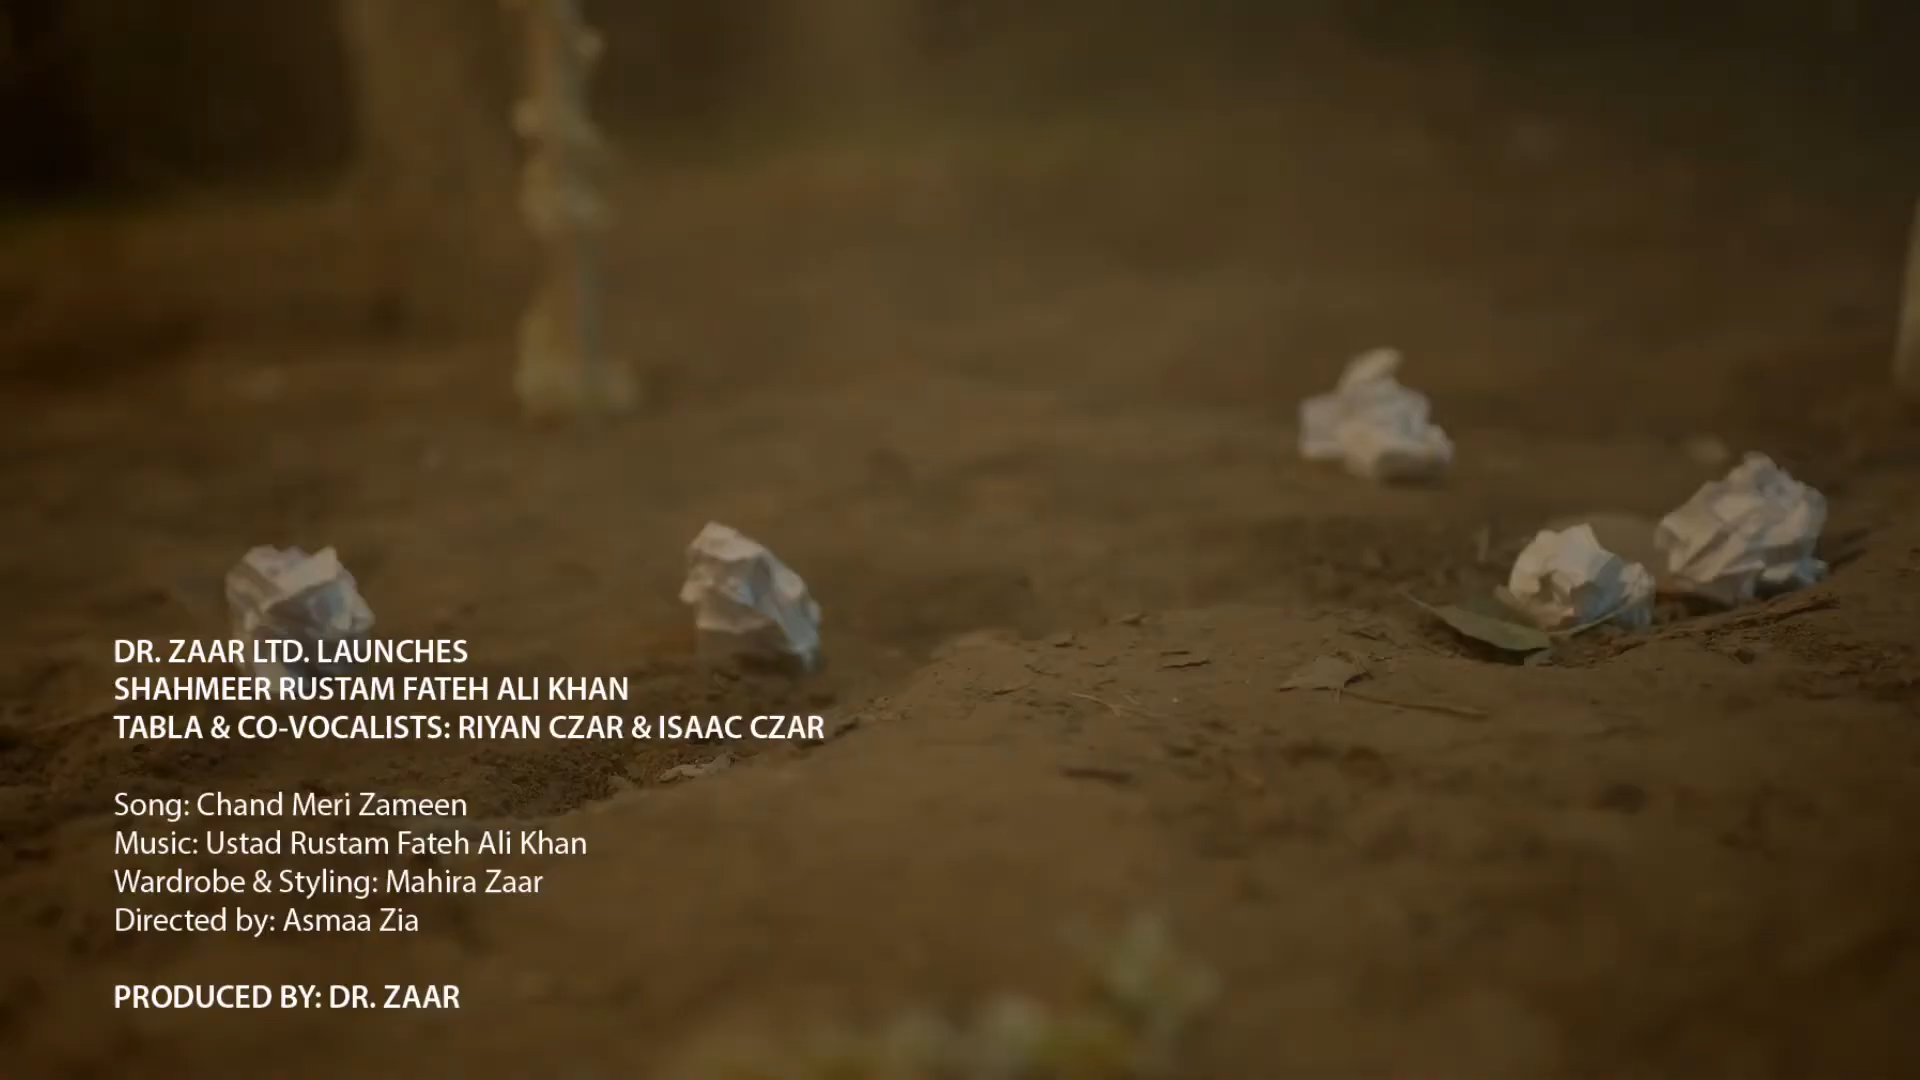 DR. ZAAR LTD. LAUNCHES
SHAHMEER RUSTAM FATEH ALI KHAN
TABLA & CO-VOCALISTS: RIYAN CZAR & ISAAC CZAR
Song: Chand Meri Zameen
Music: Ustad Rustam Fateh Ali Khan
Wardrobe & Styling: Mahira Zaar
Directed by: Asmaa Zia
PRODUCED BY: DR. ZAAR